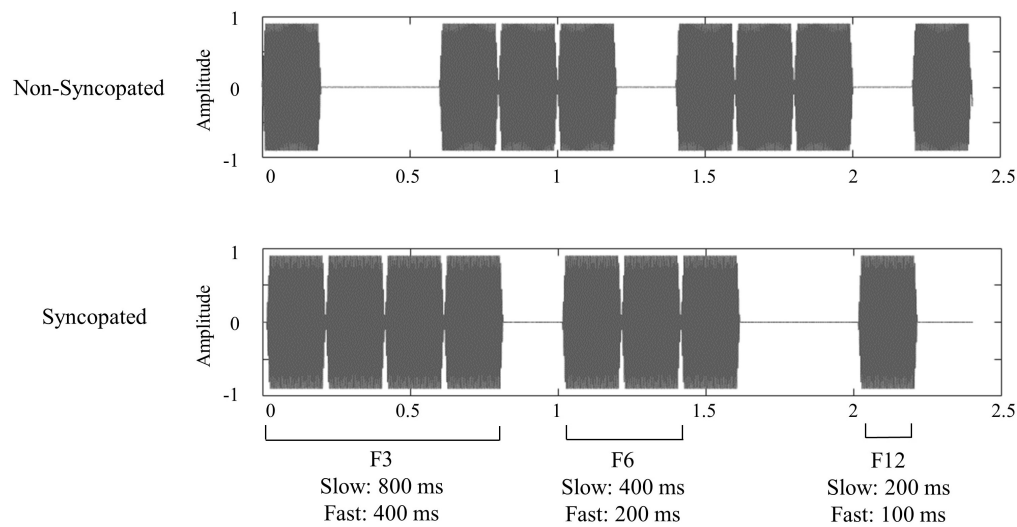 1
Non-Syncopated
Amplitude
0
-1
0 0.5 1 1.5 2 2.5
1
Syncopated
Amplitude
0
-1
0 0.5 1 1.5 2 2.5
F3 F6 F12
Slow: 800 ms Slow: 400 ms Slow: 200 ms
Fast: 400 ms Fast: 200 ms Fast: 100 ms